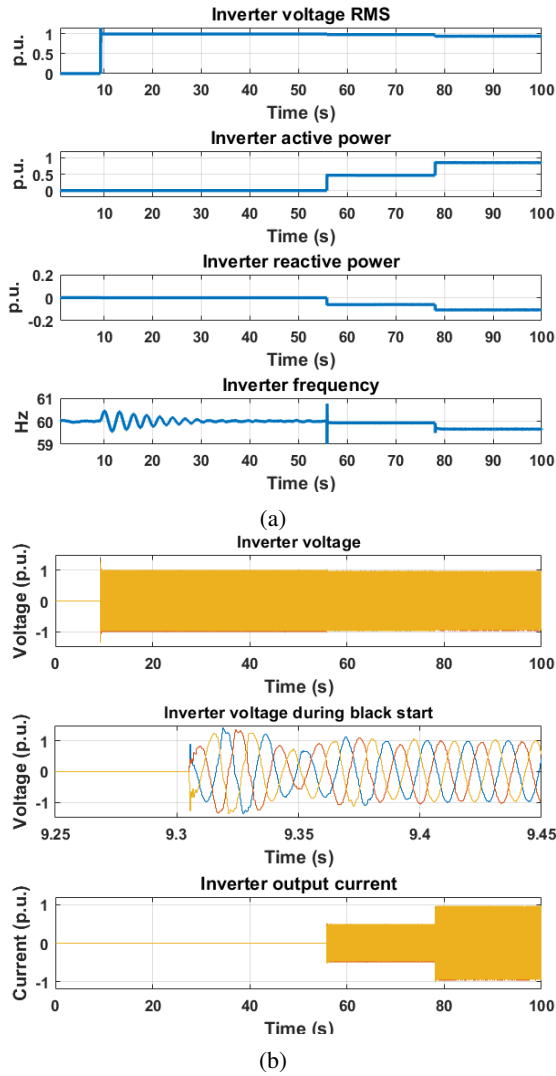 Inverter voltage RMS
p.u.
1
0.5
0
10 20 30 40 50 60 70 80 90 100
Time (s)
Inverter active power
p.u.
1
0.5
0
10 20 30 40 50 60 70 80 90 100
Time (s)
Inverter reactive power
p.u.
0.2
0
-0.2
10 20 30 40 50 60 70 80 90 100
Time (s)
Inverter frequency
Hz
61
60
59
10 20 30 40 50 60 70 80 90 100
Time (s)
(a)
Inverter voltage
Voltage (p.u.)
1
0
-1
0 20 40 60 80 100
Time (s)
Inverter voltage during black start
Voltage (p.u.)
1
0
-1
9.25 9.3 9.35 9.4 9.45
Time (s)
Inverter output current
Current (p.u.)
1
0
-1
0 20 40 60 80 100
Time (s)
(b)